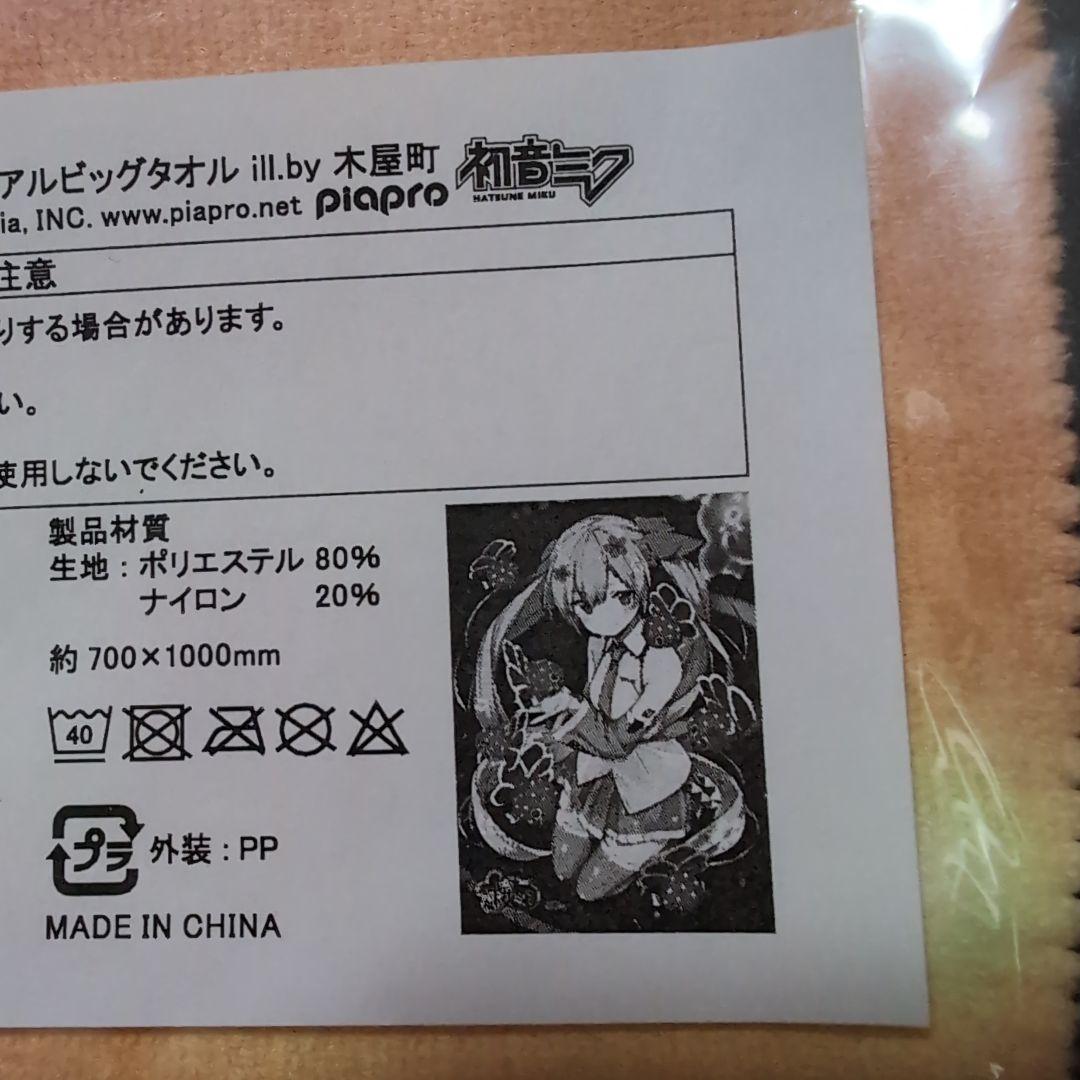 アルビッグタオル ill.by 木屋町 初音ミク
HATSUNE MIKU
ia, INC. www.piapro.net piapro
注意
りする場合があります。
い。
使用しないでください。
製品材質
生地：ポリエステル 80%
ナイロン 20%
約 700×1000mm
40
プラ 外装：PP
MADE IN CHINA